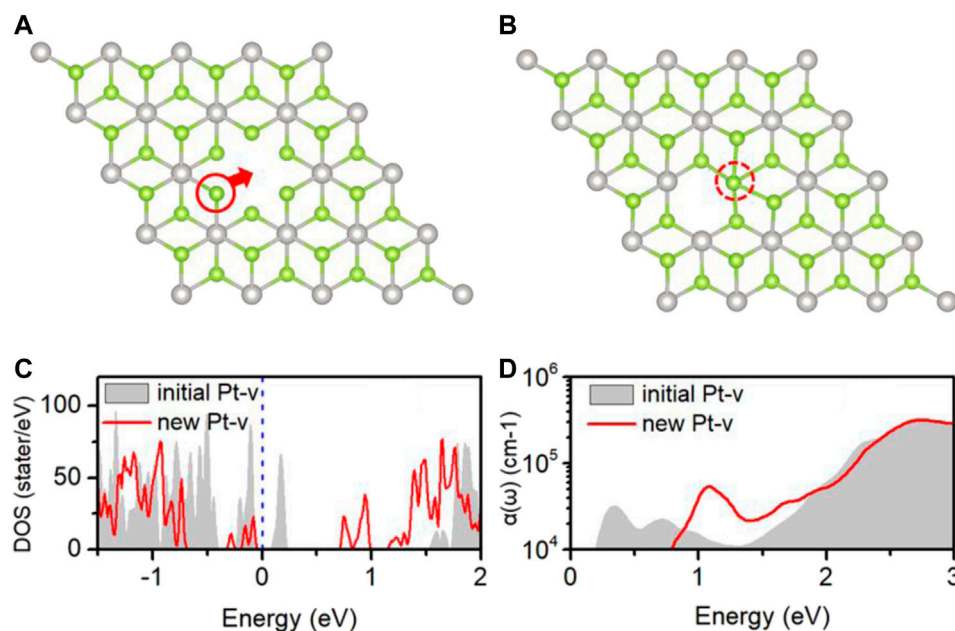 A
B
C
100
50
0
DOS (stater/eV)
initial Pt-v
new Pt-v
-1
0
1
2
Energy (eV)
D
10^6
10^5
10^4
α(ω) (cm-1)
initial Pt-v
new Pt-v
0
1
2
3
Energy (eV)